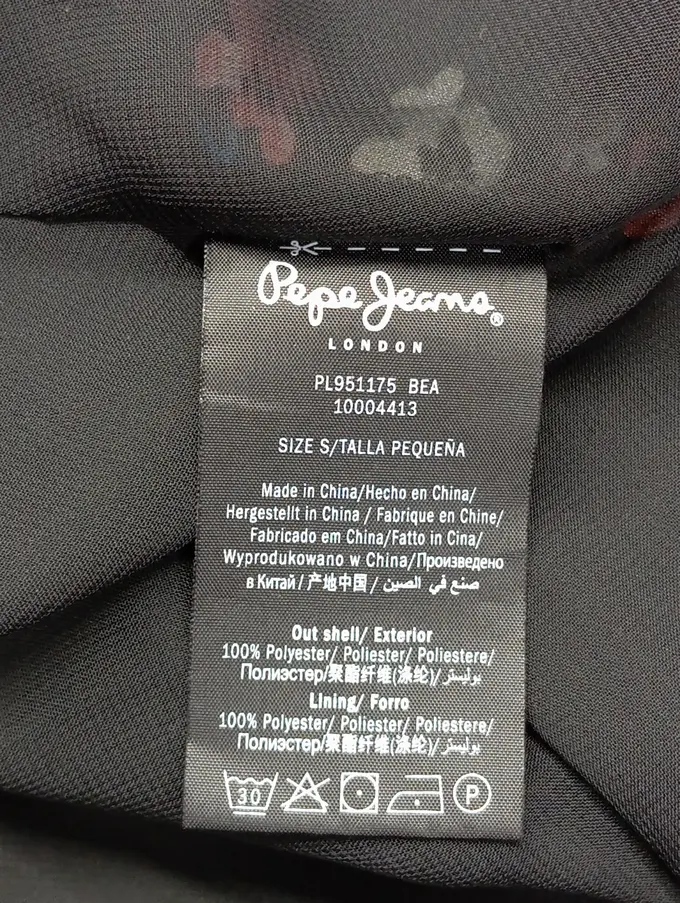 Pepe Jeans®
LONDON
PL951175 BEA
10004413
SIZE S/TALLA PEQUEÑA
Made in China/Hecho en China/
Hergestellt in China / Fabrique en Chine/
Fabricado em China/Fatto in Cina/
Wyprodukowano w China/Произведено
в Китай / 产地中国 / صنع في الصين
Out shell/ Exterior
100% Polyester/ Poliester/ Poliestere/
Полиэстер/聚酯纤维(涤纶)/ بوليستر
Lining/ Forro
100% Polyester/ Poliester/ Poliestere/
Полиэстер/聚酯纤维(涤纶)/ بوليستر
30 P